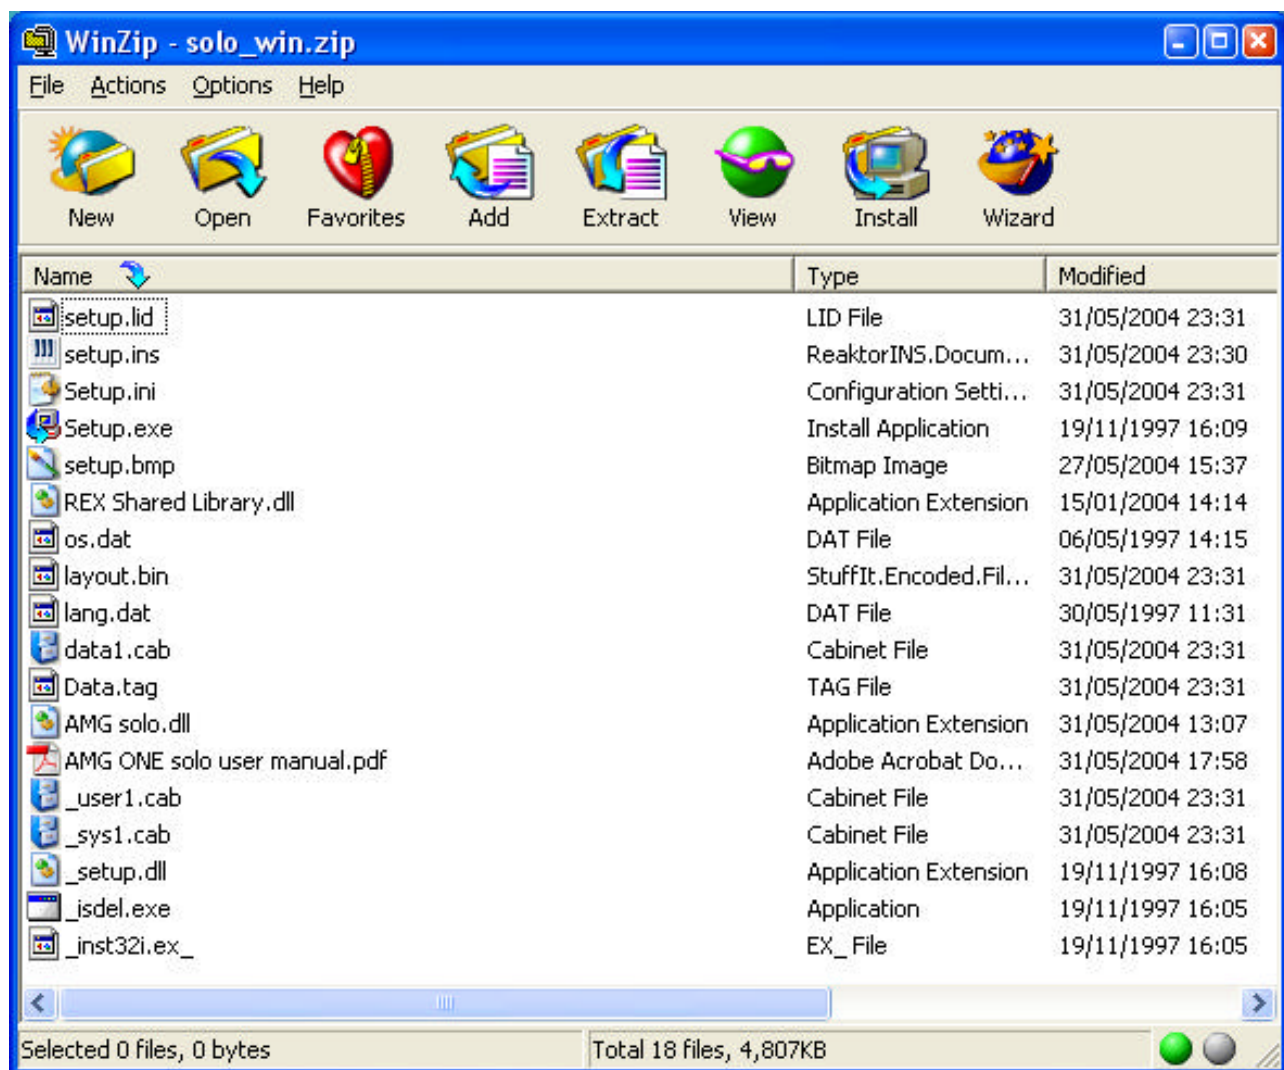 WinZip - solo_win.zip
File Actions Options Help
New Open Favorites Add Extract View Install Wizard
Name Type Modified
setup.lid LID File 31/05/2004 23:31
setup.ins ReaktorINS.Docum... 31/05/2004 23:30
Setup.ini Configuration Setti... 31/05/2004 23:31
Setup.exe Install Application 19/11/1997 16:09
setup.bmp Bitmap Image 27/05/2004 15:37
REX Shared Library.dll Application Extension 15/01/2004 14:14
os.dat DAT File 06/05/1997 14:15
layout.bin StuffIt.Encoded.Fil... 31/05/2004 23:31
lang.dat DAT File 30/05/1997 11:31
data1.cab Cabinet File 31/05/2004 23:31
Data.tag TAG File 31/05/2004 23:31
AMG solo.dll Application Extension 31/05/2004 13:07
AMG ONE solo user manual.pdf Adobe Acrobat Do... 31/05/2004 17:58
_user1.cab Cabinet File 31/05/2004 23:31
_sys1.cab Cabinet File 31/05/2004 23:31
_setup.dll Application Extension 19/11/1997 16:08
_isdel.exe Application 19/11/1997 16:05
_inst32i.ex_ EX_ File 19/11/1997 16:05
Selected 0 files, 0 bytes Total 18 files, 4,807KB